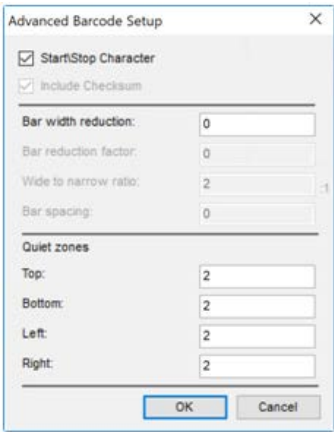 Advanced Barcode Setup
Start\Stop Character
Include Checksum
Bar width reduction: 0
Bar reduction factor: 0
Wide to narrow ratio: 2 :1
Bar spacing: 0
Quiet zones
Top: 2
Bottom: 2
Left: 2
Right: 2
OK Cancel